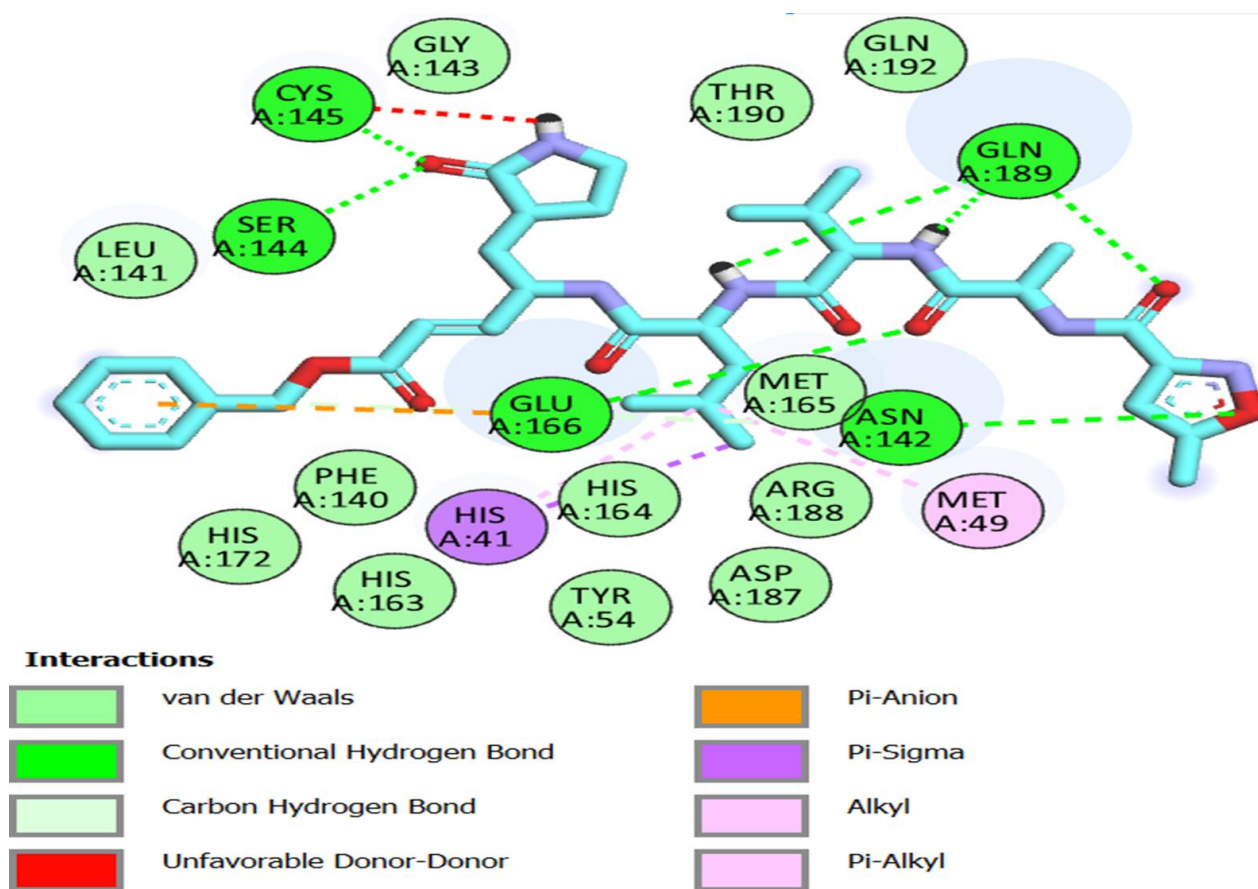 GLY
A:143
GLN
A:192
CYS
A:145
THR
A:190
GLN
A:189
SER
A:144
LEU
A:141
MET
A:165
GLU
A:166
ASN
A:142
PHE
A:140
HIS
A:164
ARG
A:188
MET
A:49
HIS
A:41
HIS
A:172
HIS
A:163
TYR
A:54
ASP
A:187
Interactions
van der Waals
Conventional Hydrogen Bond
Carbon Hydrogen Bond
Unfavorable Donor-Donor
Pi-Anion
Pi-Sigma
Alkyl
Pi-Alkyl